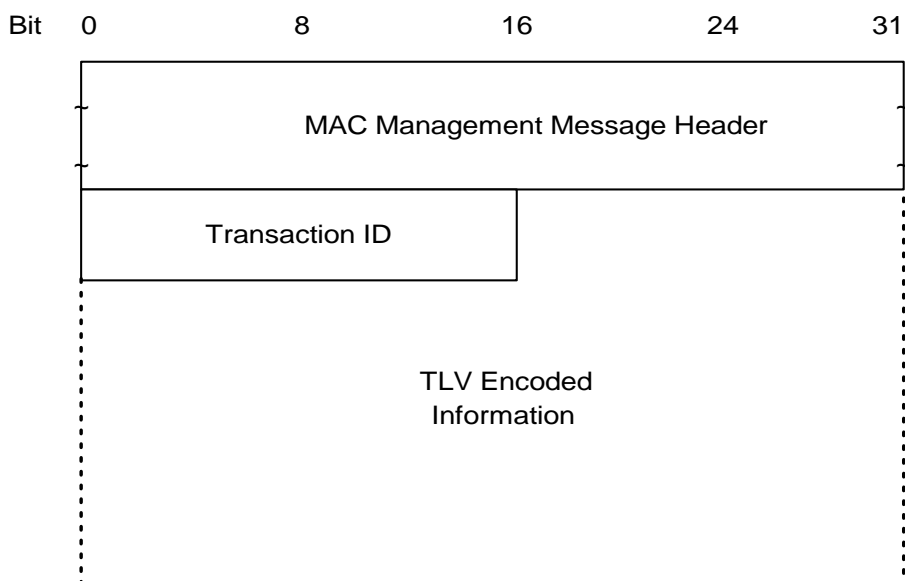 Bit 0 8 16 24 31
MAC Management Message Header
Transaction ID
TLV Encoded
Information